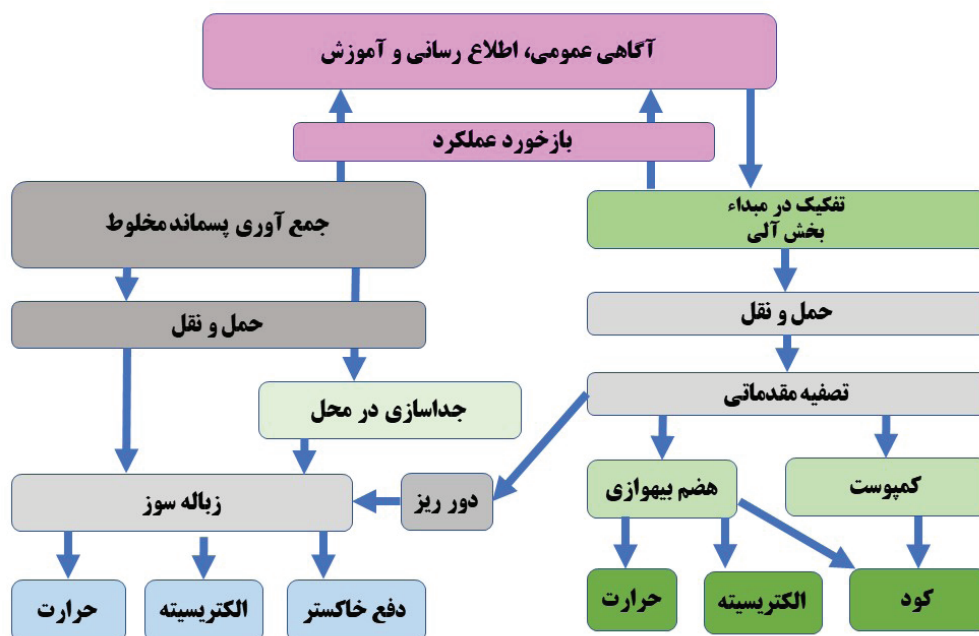 آگاهی عمومی، اطلاع رسانی و آموزش
بازخورد عملکرد
تفکیک در مبداء
بخش آلی
جمع آوری پسماند مخلوط
حمل و نقل
حمل و نقل
تصفیه مقدماتی
جداسازی در محل
کمپوست
هضم بیهوازی
دور ریز
زباله سوز
کود
الکتریسیته
حرارت
دفع خاکستر
الکتریسیته
حرارت